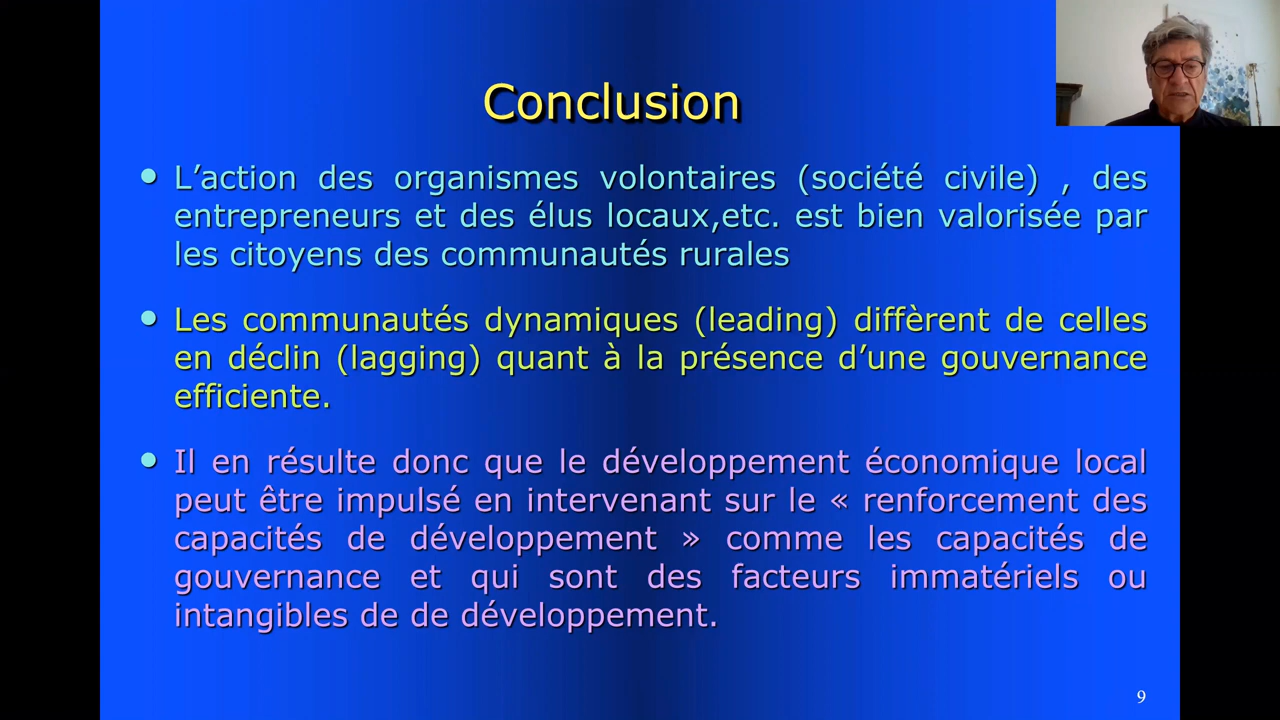 Conclusion
L’action des organismes volontaires (société civile) , des
entrepreneurs et des élus locaux,etc. est bien valorisée par
les citoyens des communautés rurales
Les communautés dynamiques (leading) diffèrent de celles
en déclin (lagging) quant à la présence d’une gouvernance
efficiente.
Il en résulte donc que le développement économique local
peut être impulsé en intervenant sur le « renforcement des
capacités de développement » comme les capacités de
gouvernance et qui sont des facteurs immatériels ou
intangibles de de développement.
9